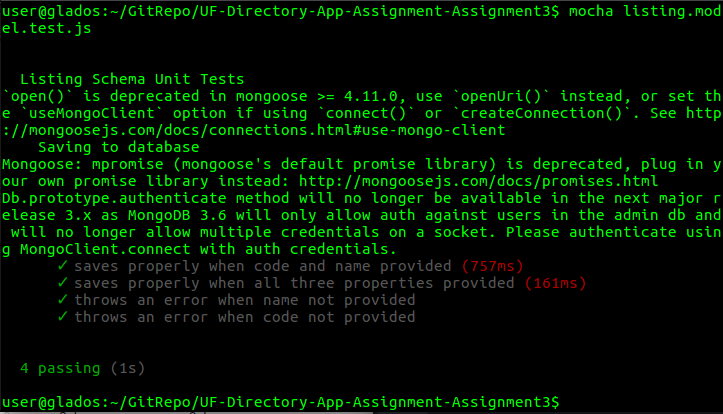 user@glados:~/GitRepo/UF-Directory-App-Assignment-Assignment3$ mocha listing.mod
el.test.js
  Listing Schema Unit Tests
`open()` is deprecated in mongoose >= 4.11.0, use `openUri()` instead, or set th
e `useMongoClient` option if using `connect()` or `createConnection()`. See http
://mongoosejs.com/docs/connections.html#use-mongo-client
    Saving to database
Mongoose: mpromise (mongoose's default promise library) is deprecated, plug in y
our own promise library instead: http://mongoosejs.com/docs/promises.html
Db.prototype.authenticate method will no longer be available in the next major r
elease 3.x as MongoDB 3.6 will only allow auth against users in the admin db and
 will no longer allow multiple credentials on a socket. Please authenticate usin
g MongoClient.connect with auth credentials.
      ✓ saves properly when code and name provided (757ms)
      ✓ saves properly when all three properties provided (161ms)
      ✓ throws an error when name not provided
      ✓ throws an error when code not provided
  4 passing (1s)
user@glados:~/GitRepo/UF-Directory-App-Assignment-Assignment3$